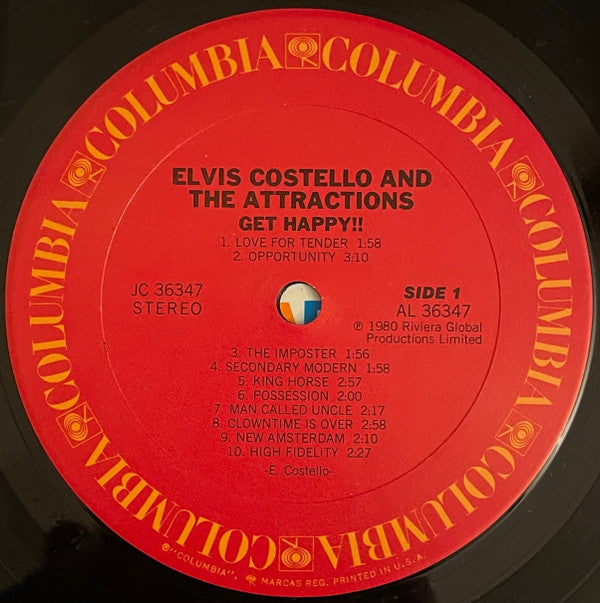 COLUMBIA COLUMBIA COLUMBIA COLUMBIA COLUMBIA COLUMBIA COLUMBIA COLUMBIA
ELVIS COSTELLO AND
THE ATTRACTIONS
GET HAPPY!!
1. LOVE FOR TENDER 1:58
2. OPPORTUNITY 3:10
JC 36347
STEREO
SIDE 1
AL 36347
℗ 1980 Riviera Global
Productions Limited
3. THE IMPOSTER 1:56
4. SECONDARY MODERN 1:58
5. KING HORSE 2:57
6. POSSESSION 2:00
7. MAN CALLED UNCLE 2:17
8. CLOWNTIME IS OVER 2:58
9. NEW AMSTERDAM 2:10
10. HIGH FIDELITY 2:27
-E. Costello-
®"COLUMBIA", MARCAS REG. PRINTED IN U.S.A.